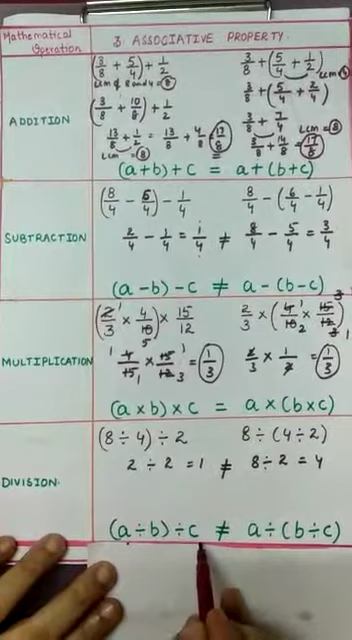 Mathematical Operation
3. ASSOCIATIVE PROPERTY.
ADDITION
(3/8 + 5/4) + 1/2
LCM of 8 and 4 = 8
(3/8 + 10/8) + 1/2
13/8 + 1/2 = 13/8 + 4/8 = 17/8
LCM = 8
3/8 + (5/4 + 1/2)
3/8 + (5/4 + 2/4)
3/8 + 7/4
LCM = 8
3/8 + 14/8 = 17/8
(a+b)+c = a+(b+c)
SUBTRACTION
(8/4 - 6/4) - 1/4
8/4 - (6/4 - 1/4)
2/4 - 1/4 = 1/4 ≠ 8/4 - 5/4 = 3/4
(a-b)-c ≠ a-(b-c)
MULTIPLICATION
(2/3 × 4/10) × 15/12
2/3 × (4/10 × 15/12)
4/15 × 15/12 = 1/3
2/3 × 1/2 = 1/3
(a×b)×c = a×(b×c)
DIVISION.
(8÷4)÷2
8÷(4÷2)
2÷2 = 1 ≠ 8÷2 = 4
(a÷b)÷c ≠ a÷(b÷c)